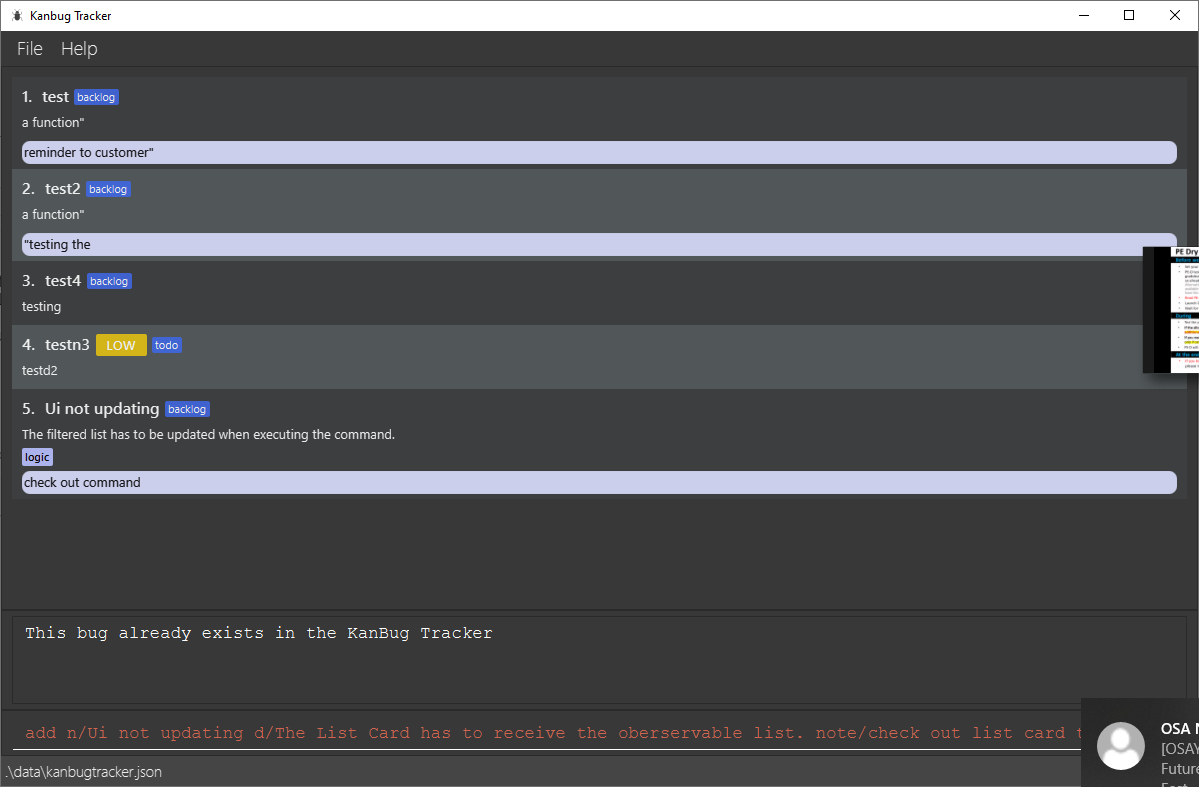 Kanbug Tracker
File Help
1. test backlog
a function"
reminder to customer"
2. test2 backlog
a function"
"testing the
3. test4 backlog
testing
4. testn3 LOW todo
testd2
5. Ui not updating backlog
The filtered list has to be updated when executing the command.
logic
check out command
PE Dry
This bug already exists in the KanBug Tracker
add n/Ui not updating d/The List Card has to receive the oberservable list. note/check out list card t
OSA
[OSAY
Future
.\data\kanbugtracker.json